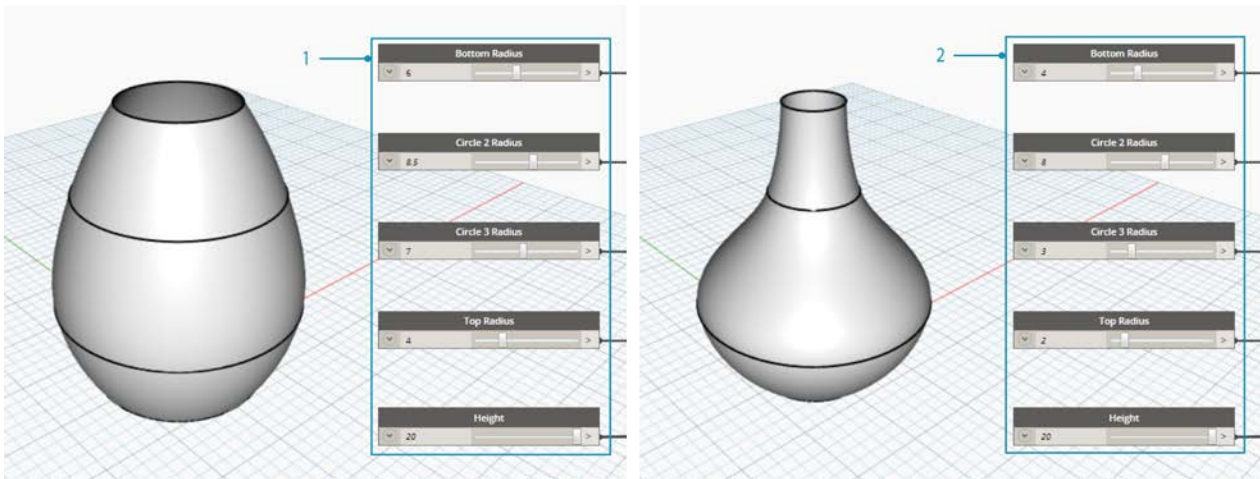 1
Bottom Radius
6
>
Circle 2 Radius
8.5
>
Circle 3 Radius
7
>
Top Radius
4
>
Height
20
>
2
Bottom Radius
4
>
Circle 2 Radius
8
>
Circle 3 Radius
3
>
Top Radius
2
>
Height
20
>